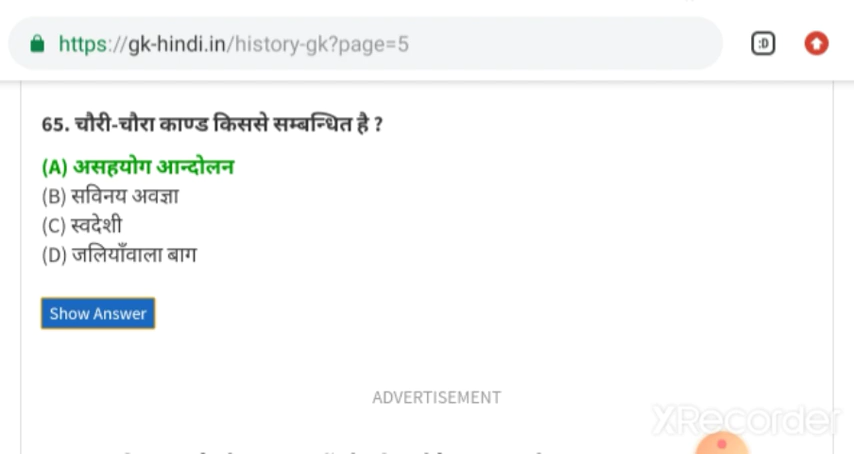 https://gk-hindi.in/history-gk?page=5
:D
65. चौरी-चौरा काण्ड किससे सम्बन्धित है ?
(A) असहयोग आन्दोलन
(B) सविनय अवज्ञा
(C) स्वदेशी
(D) जलियाँवाला बाग
Show Answer
ADVERTISEMENT
XRecorder